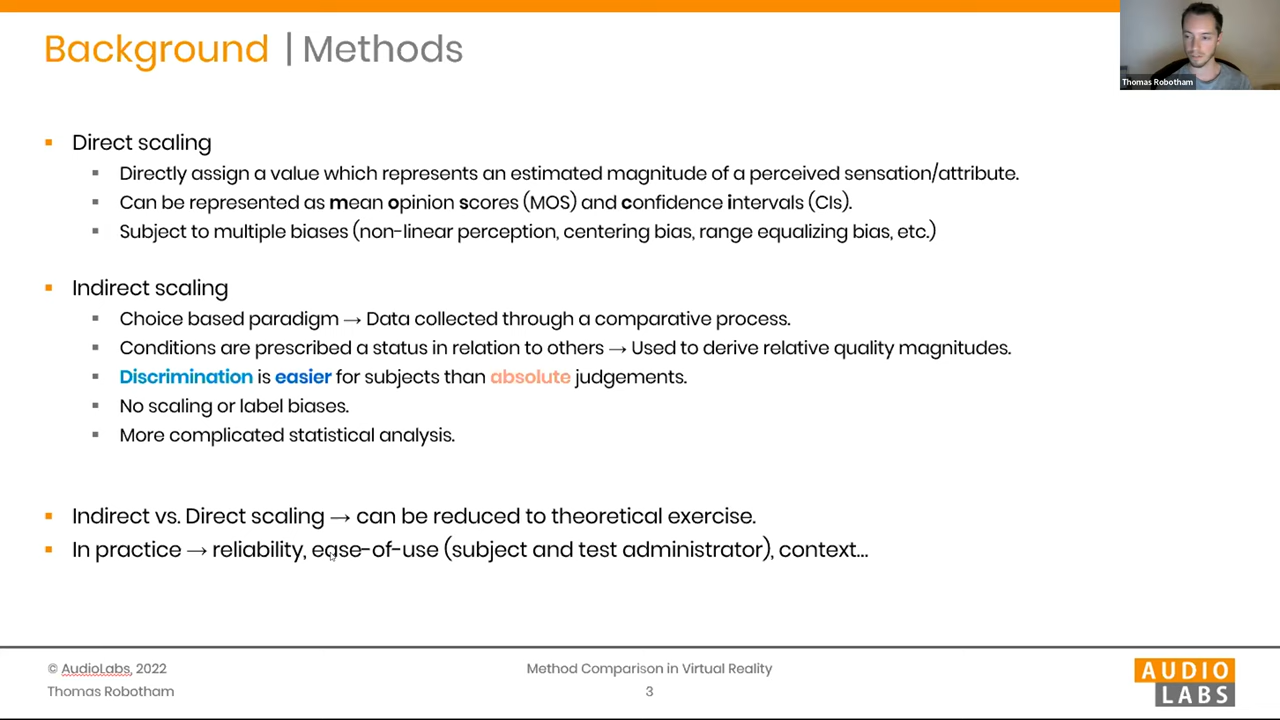 Background | Methods
Thomas Robotham
▪ Direct scaling
▪ Directly assign a value which represents an estimated magnitude of a perceived sensation/attribute.
▪ Can be represented as mean opinion scores (MOS) and confidence intervals (CIs).
▪ Subject to multiple biases (non-linear perception, centering bias, range equalizing bias, etc.)
▪ Indirect scaling
▪ Choice based paradigm → Data collected through a comparative process.
▪ Conditions are prescribed a status in relation to others → Used to derive relative quality magnitudes.
▪ Discrimination is easier for subjects than absolute judgements.
▪ No scaling or label biases.
▪ More complicated statistical analysis.
▪ Indirect vs. Direct scaling → can be reduced to theoretical exercise.
▪ In practice → reliability, ease-of-use (subject and test administrator), context...
© AudioLabs, 2022
Thomas Robotham
Method Comparison in Virtual Reality
3
AUDIO
LABS